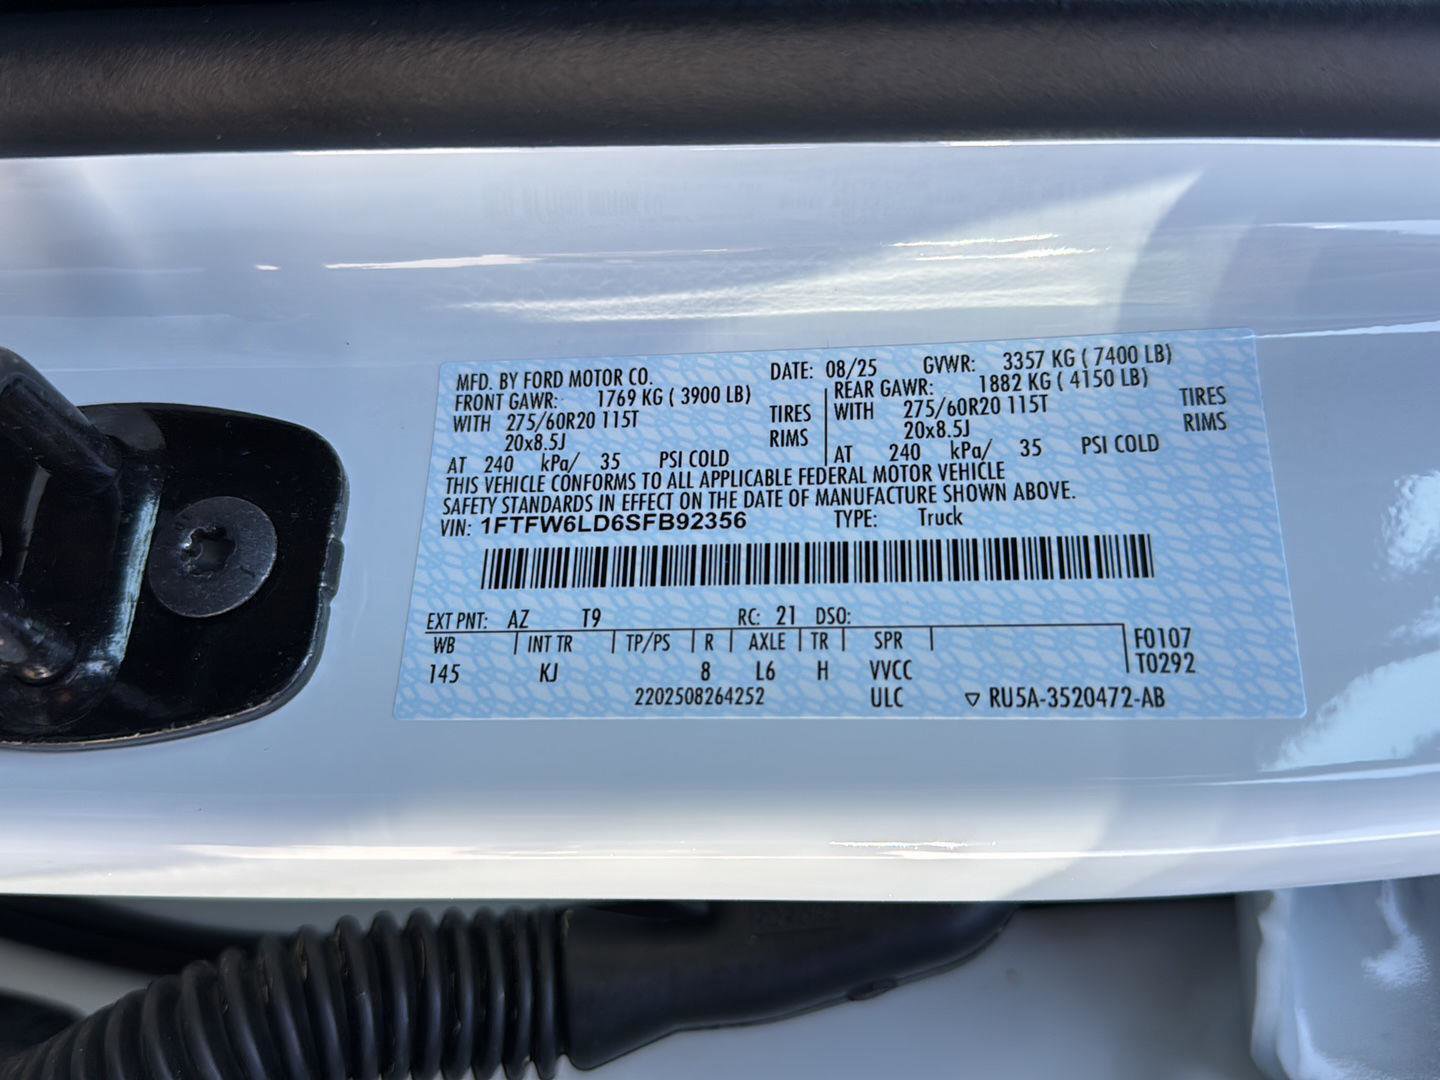 MFD. BY FORD MOTOR CO. DATE: 08/25 GVWR: 3357 KG ( 7400 LB)
FRONT GAWR: 1769 KG ( 3900 LB) REAR GAWR: 1882 KG ( 4150 LB)
WITH 275/60R20 115T TIRES WITH 275/60R20 115T TIRES
20x8.5J RIMS 20x8.5J RIMS
AT 240 kPa/ 35 PSI COLD AT 240 kPa/ 35 PSI COLD
THIS VEHICLE CONFORMS TO ALL APPLICABLE FEDERAL MOTOR VEHICLE
SAFETY STANDARDS IN EFFECT ON THE DATE OF MANUFACTURE SHOWN ABOVE.
VIN: 1FTFW6LD6SFB92356 TYPE: Truck
EXT PNT: AZ T9 RC: 21 DSO:
WB INT TR TP/PS R AXLE TR SPR F0107
145 KJ 8 L6 H VVCC T0292
2202508264252 ULC ▽ RU5A-3520472-AB